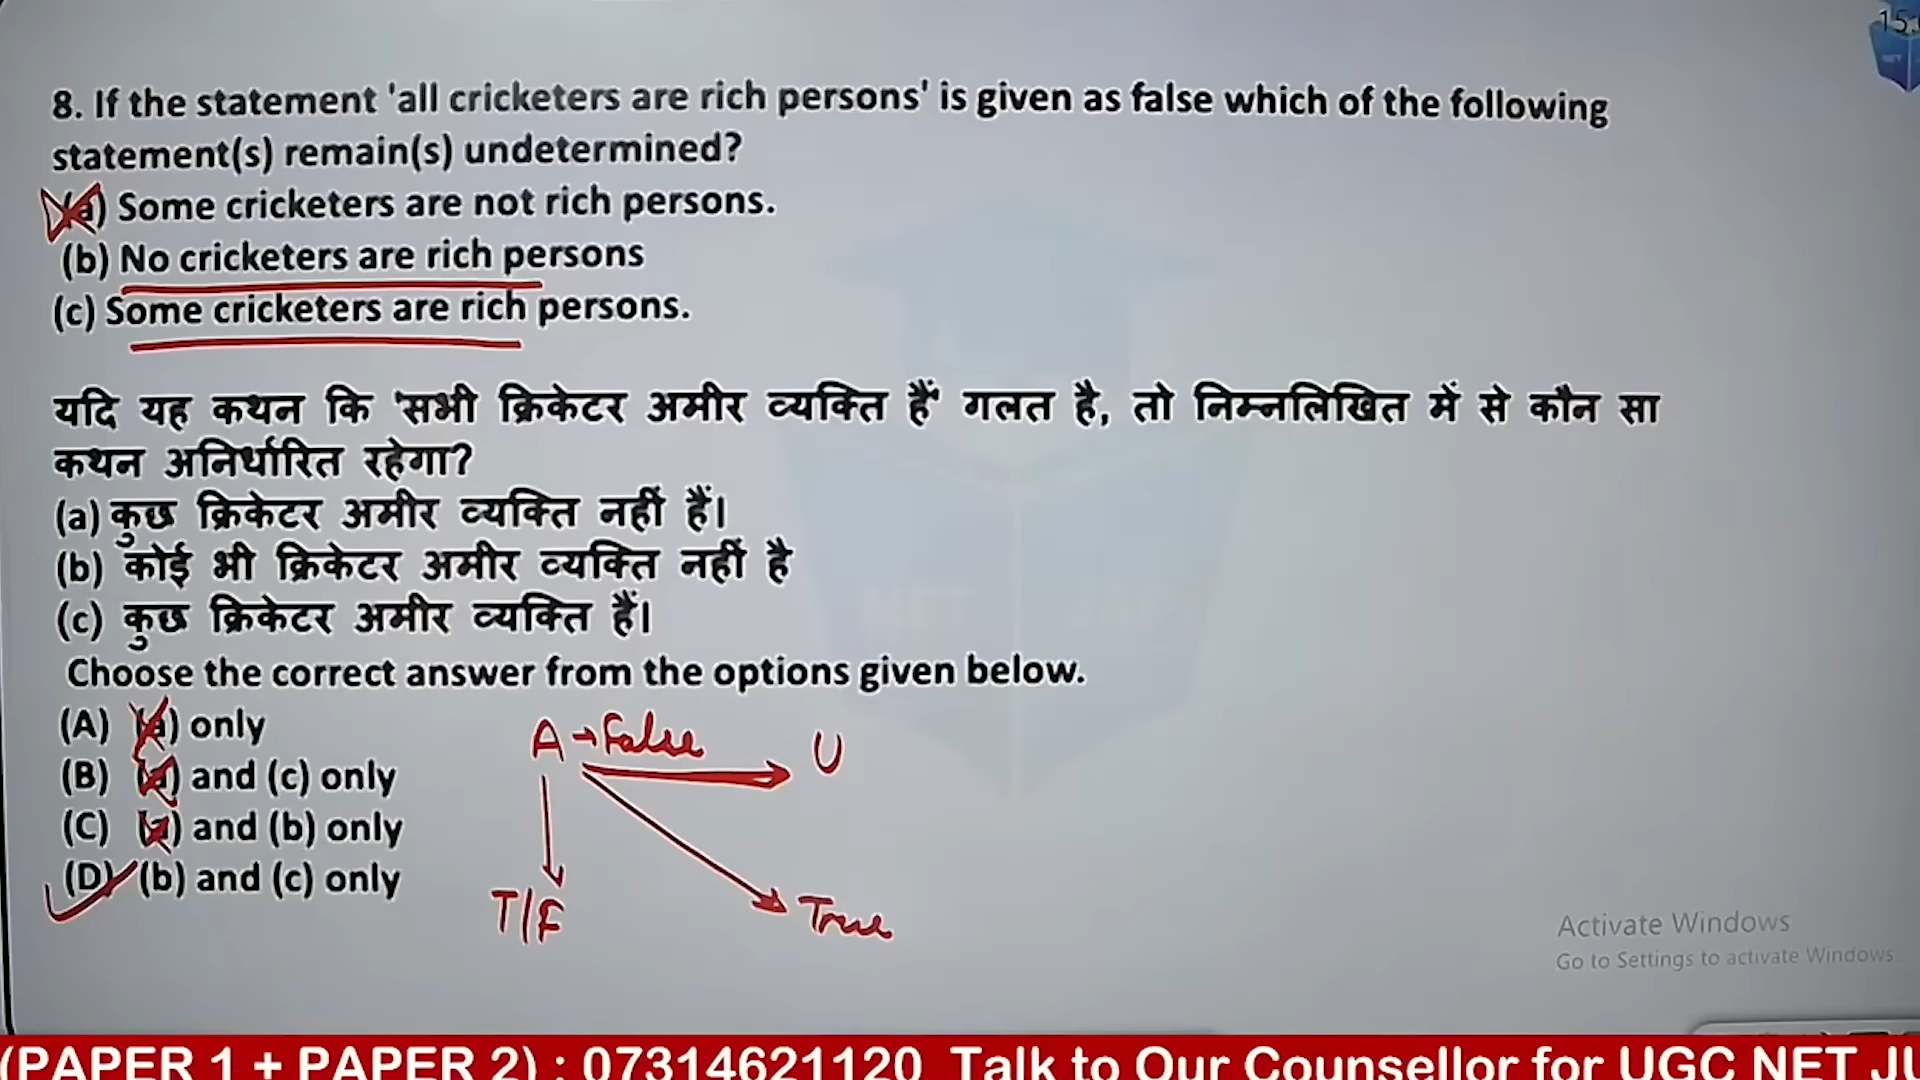 15:
8. If the statement 'all cricketers are rich persons' is given as false which of the following
statement(s) remain(s) undetermined?
(a) Some cricketers are not rich persons.
(b) No cricketers are rich persons
(c) Some cricketers are rich persons.
यदि यह कथन कि 'सभी क्रिकेटर अमीर व्यक्ति हैं' गलत है, तो निम्नलिखित में से कौन सा
कथन अनिर्धारित रहेगा?
(a) कुछ क्रिकेटर अमीर व्यक्ति नहीं हैं।
(b) कोई भी क्रिकेटर अमीर व्यक्ति नहीं है
(c) कुछ क्रिकेटर अमीर व्यक्ति हैं।
Choose the correct answer from the options given below.
(A) (a) only
(B) (a) and (c) only
(C) (a) and (b) only
(D) (b) and (c) only
A → False U
T/F True
Activate Windows
Go to Settings to activate Windows.
(PAPER 1 + PAPER 2) : 07314621120 Talk to Our Counsellor for UGC NET JU